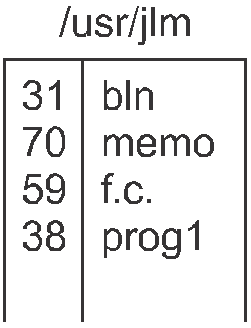 /usr/jlm
31 bln
70 memo
59 f.c.
38 prog1